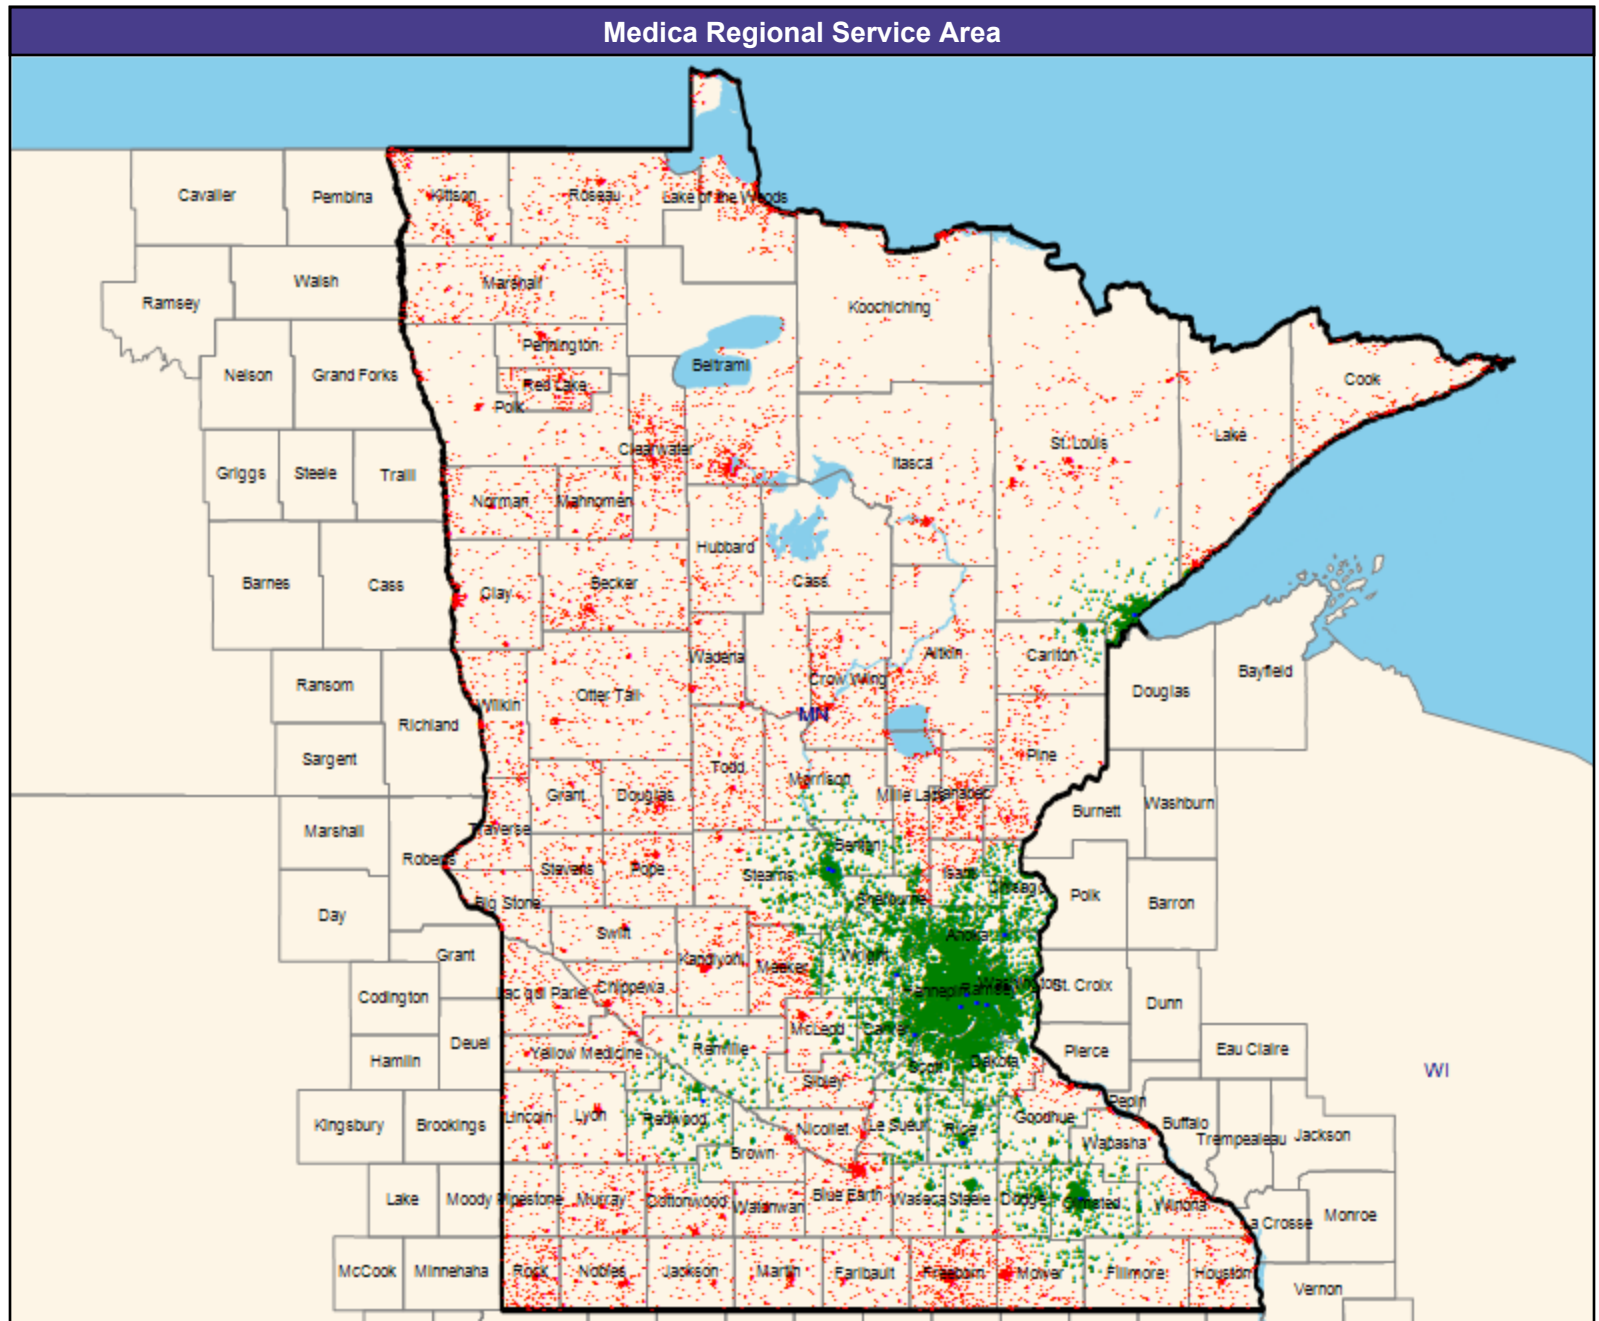 Medica Regional Service Area
Cavalier
Pembina
Kittson
Roseau
Lake of the Woods
Ramsey
Walsh
Marshall
Koochiching
Nelson
Grand Forks
Pennington
Red Lake
Polk
Beltrami
Cook
Griggs
Steele
Traill
Clearwater
Itasca
St. Louis
Lake
Norman
Mahnomen
Barnes
Cass
Clay
Becker
Hubbard
Cass
Ransom
Richland
Wilkin
Otter Tail
Wadena
Crow Wing
Aitkin
Carlton
Douglas
Bayfield
MN
Sargent
Todd
Morrison
Pine
Grant
Douglas
Mille Lacs
Kanabec
Burnett
Washburn
Marshall
Roberts
Traverse
Stevens
Pope
Stearns
Benton
Isanti
Chisago
Polk
Barron
Day
Big Stone
Swift
Sherburne
Anoka
Grant
Kandiyohi
Meeker
Wright
Codington
Lac qui Parle
Chippewa
Hennepin
Ramsey
Washington
St. Croix
Dunn
Hamlin
Deuel
Yellow Medicine
Renville
McLeod
Carver
Scott
Dakota
Pierce
Eau Claire
WI
Sibley
Kingsbury
Brookings
Lincoln
Lyon
Redwood
Nicollet
Le Sueur
Rice
Goodhue
Pepin
Buffalo
Trempealeau
Jackson
Brown
Wabasha
Lake
Moody
Pipestone
Murray
Cottonwood
Watonwan
Blue Earth
Waseca
Steele
Dodge
Olmsted
Winona
La Crosse
Monroe
McCook
Minnehaha
Rock
Nobles
Jackson
Martin
Faribault
Freeborn
Mower
Fillmore
Houston
Vernon